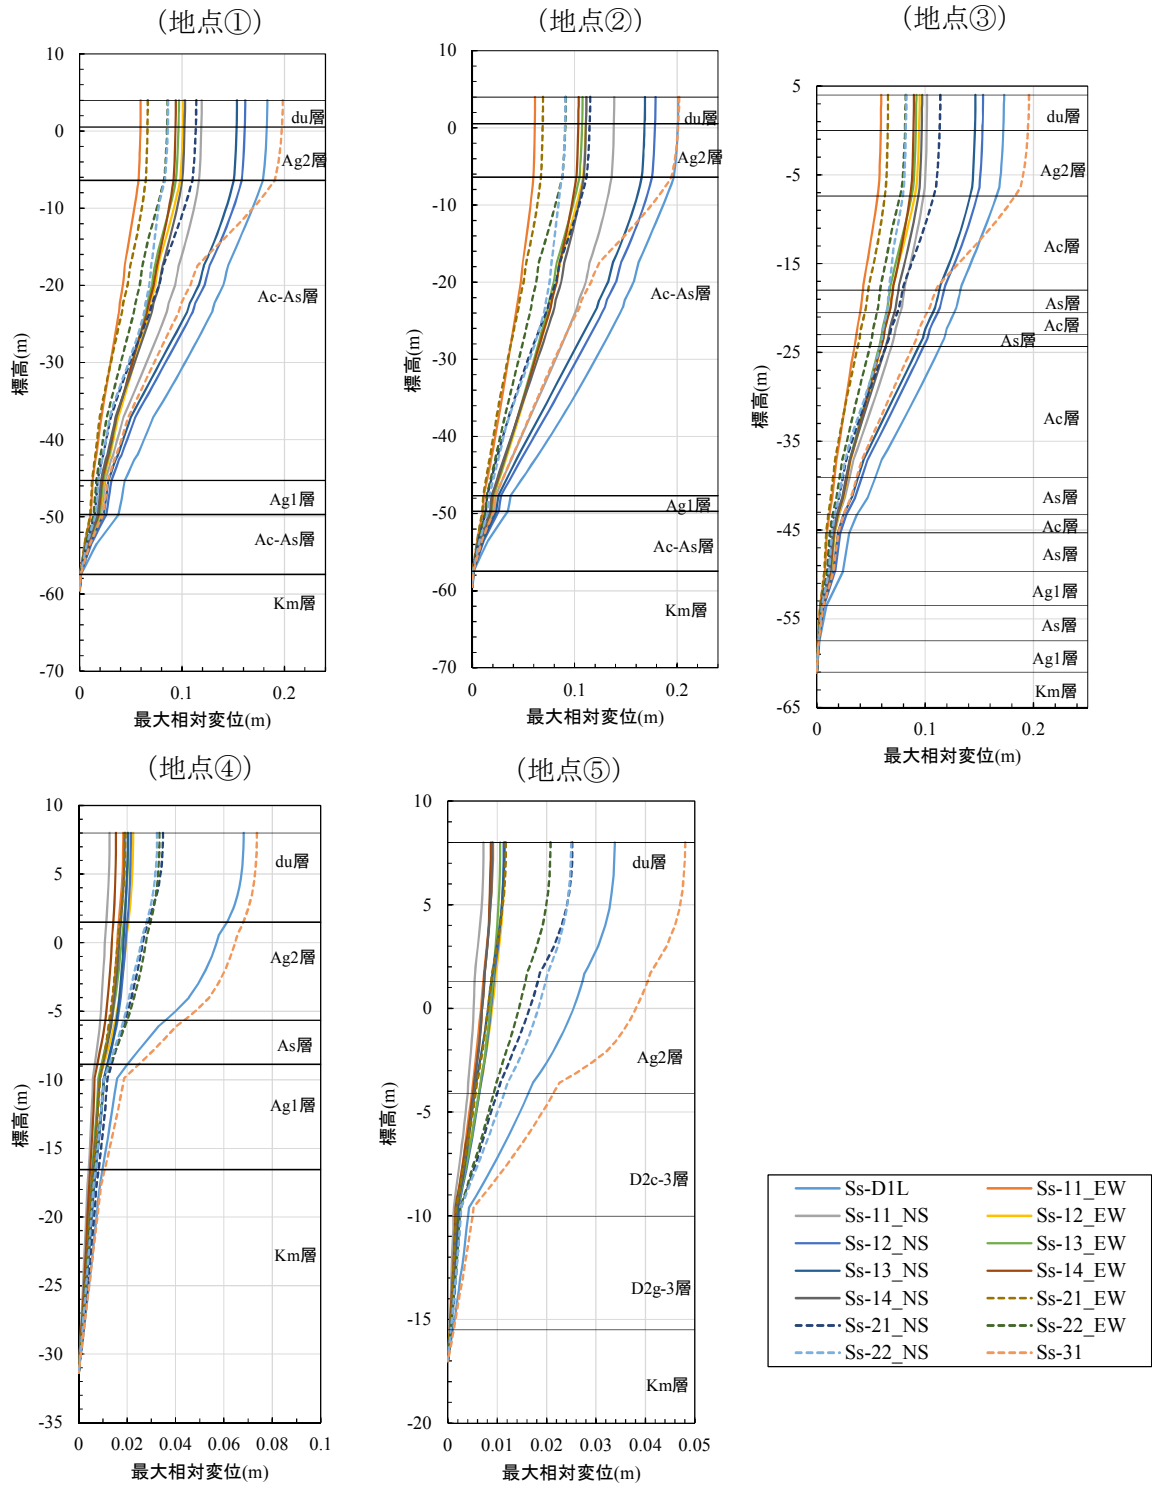 (地点①)
10
0
-10
-20
-30
-40
-50
-60
-70
標高(m)
du層
Ag2層
Ac-As層
Ag1層
Ac-As層
Km層
0
0.1
0.2
最大相対変位(m)
(地点②)
10
0
-10
-20
-30
-40
-50
-60
-70
標高(m)
du層
Ag2層
Ac-As層
Ag1層
Ac-As層
Km層
0
0.1
0.2
最大相対変位(m)
(地点③)
5
-5
-15
-25
-35
-45
-55
-65
標高(m)
du層
Ag2層
Ac層
As層
Ac層
As層
Ac層
As層
Ac層
As層
Ag1層
As層
Ag1層
Km層
0
0.1
0.2
最大相対変位(m)
(地点④)
10
5
0
-5
-10
-15
-20
-25
-30
-35
標高(m)
du層
Ag2層
As層
Ag1層
Km層
0
0.02
0.04
0.06
0.08
0.1
最大相対変位(m)
(地点⑤)
10
5
0
-5
-10
-15
-20
標高(m)
du層
Ag2層
D2c-3層
D2g-3層
Km層
0
0.01
0.02
0.03
0.04
0.05
最大相対変位(m)
Ss-D1L
Ss-11_EW
Ss-11_NS
Ss-12_EW
Ss-12_NS
Ss-13_EW
Ss-13_NS
Ss-14_EW
Ss-14_NS
Ss-21_EW
Ss-21_NS
Ss-22_EW
Ss-22_NS
Ss-31